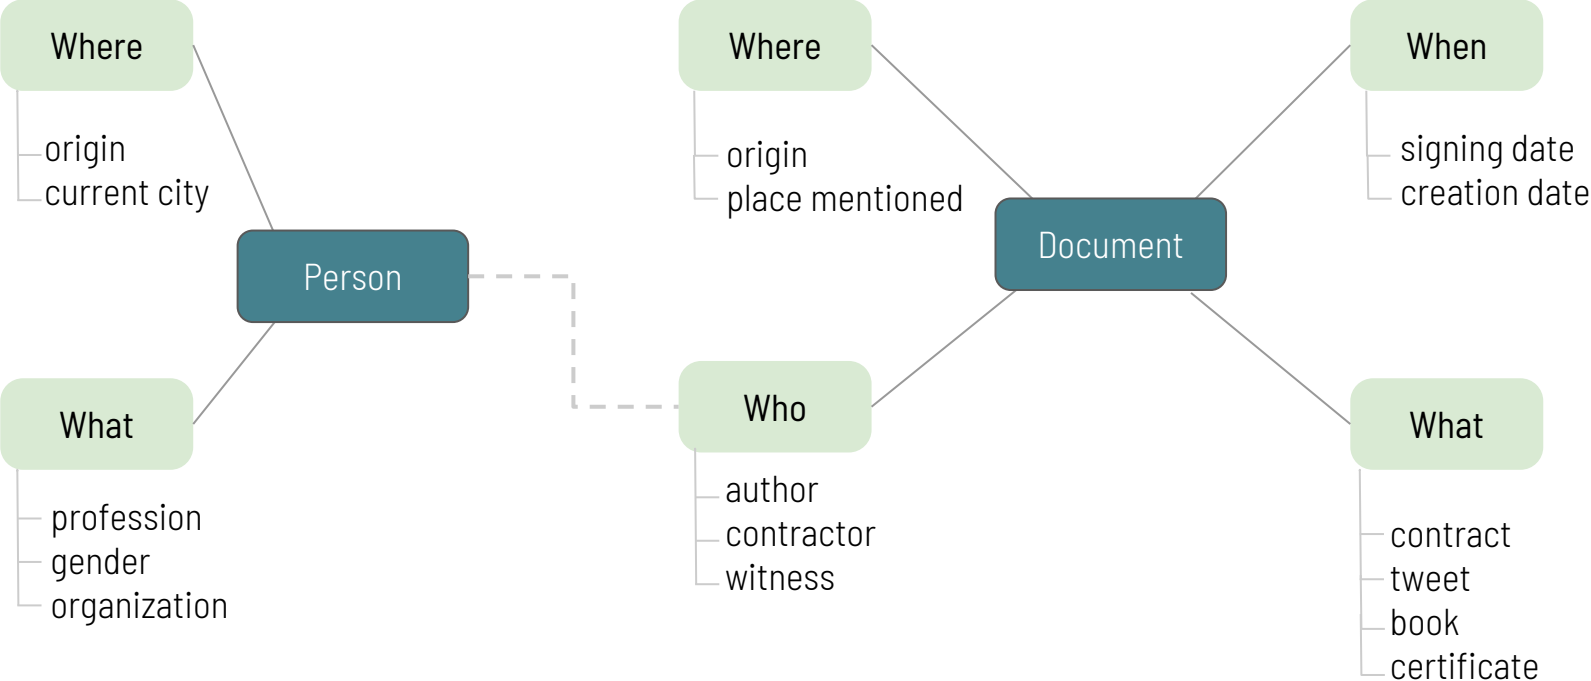 Where
origin
current city
Person
What
profession
gender
organization
Where
origin
place mentioned
When
signing date
creation date
Document
Who
author
contractor
witness
What
contract
tweet
book
certificate